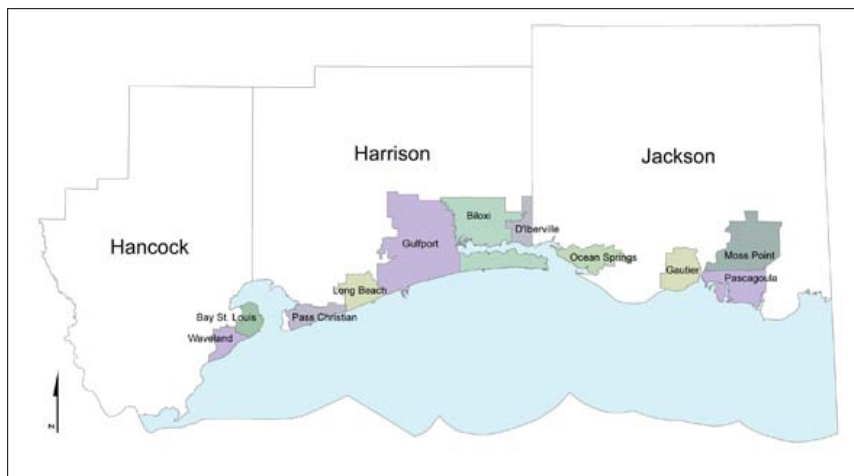 Harrison
Jackson
Hancock
Biloxi
D'Iberville
Gulfport
Ocean Springs
Moss Point
Gautier
Pascagoula
Long Beach
Bay St. Louis
Pass Christian
Waveland
N